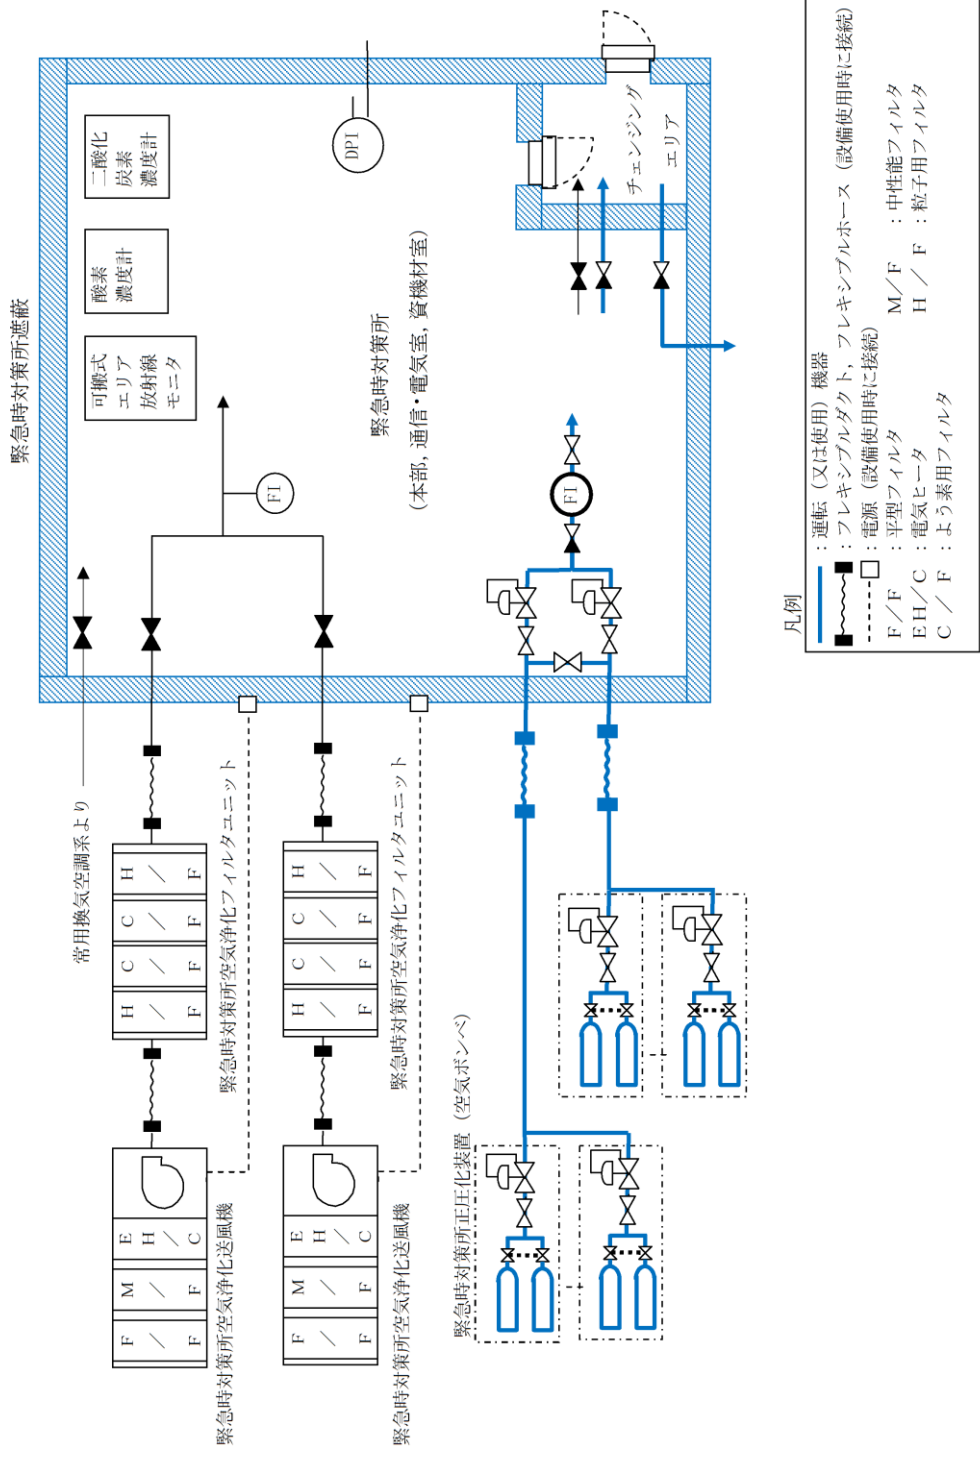 緊急時対策所遮蔽
常用換気空調系より
可搬式
エリア
放射線
モニタ
酸素
濃度計
二酸化
炭素
濃度計
F/F
M/F
EH/C
H/F
C/F
C/F
H/F
緊急時対策所空気浄化送風機
緊急時対策所空気浄化フィルタユニット
FI
DPI
F/F
M/F
EH/C
H/F
C/F
C/F
H/F
緊急時対策所空気浄化送風機
緊急時対策所空気浄化フィルタユニット
緊急時対策所
(本部，通信・電気室，資機材室)
緊急時対策所正圧化装置（空気ボンベ）
FI
チェンジング
エリア
凡例
：運転（又は使用）機器
：フレキシブルダクト，フレキシブルホース（設備使用時に接続）
：電源（設備使用時に接続）
F／F ：平型フィルタ M／F ：中性能フィルタ
EH／C ：電気ヒータ H ／ F ：粒子用フィルタ
C ／ F ：よう素用フィルタ